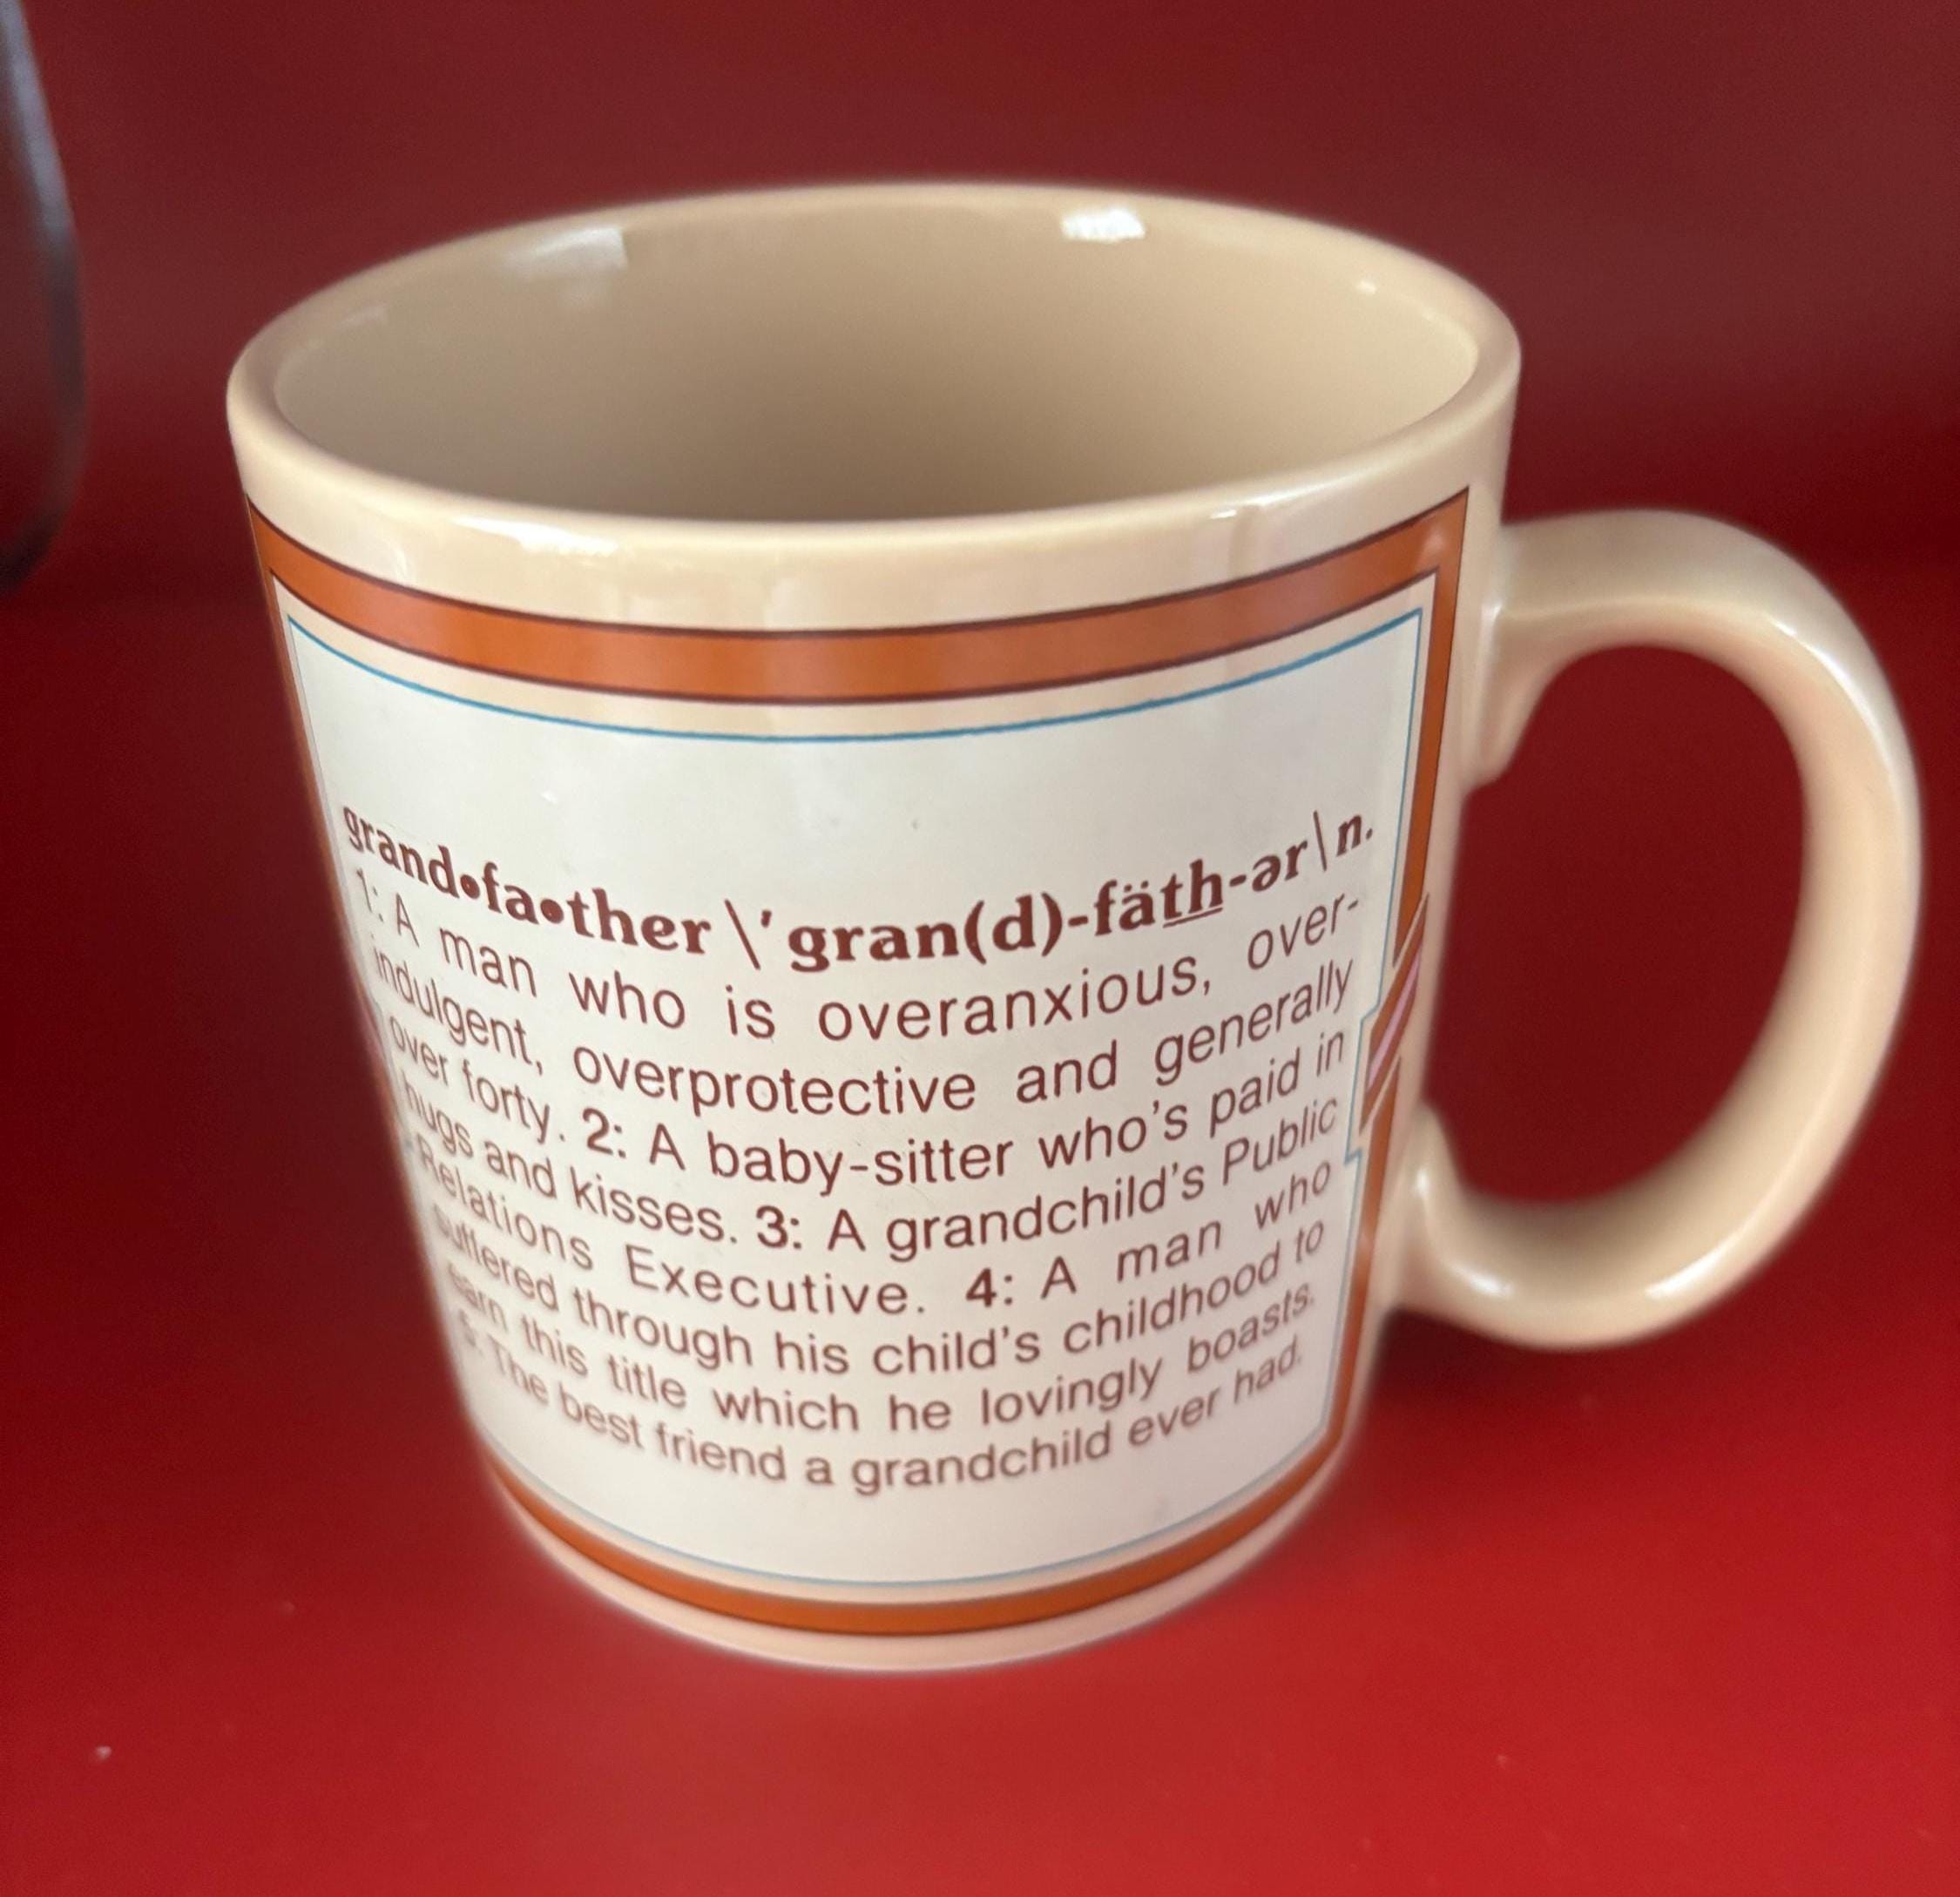 grand•fa•ther \'gran(d)-fäth-ər\n.
1: A man who is overanxious, over-
indulgent, overprotective and generally
over forty. 2: A baby-sitter who's paid in
hugs and kisses. 3: A grandchild's Public
Relations Executive. 4: A man who
suffered through his child's childhood to
earn this title which he lovingly boasts.
5: The best friend a grandchild ever had.